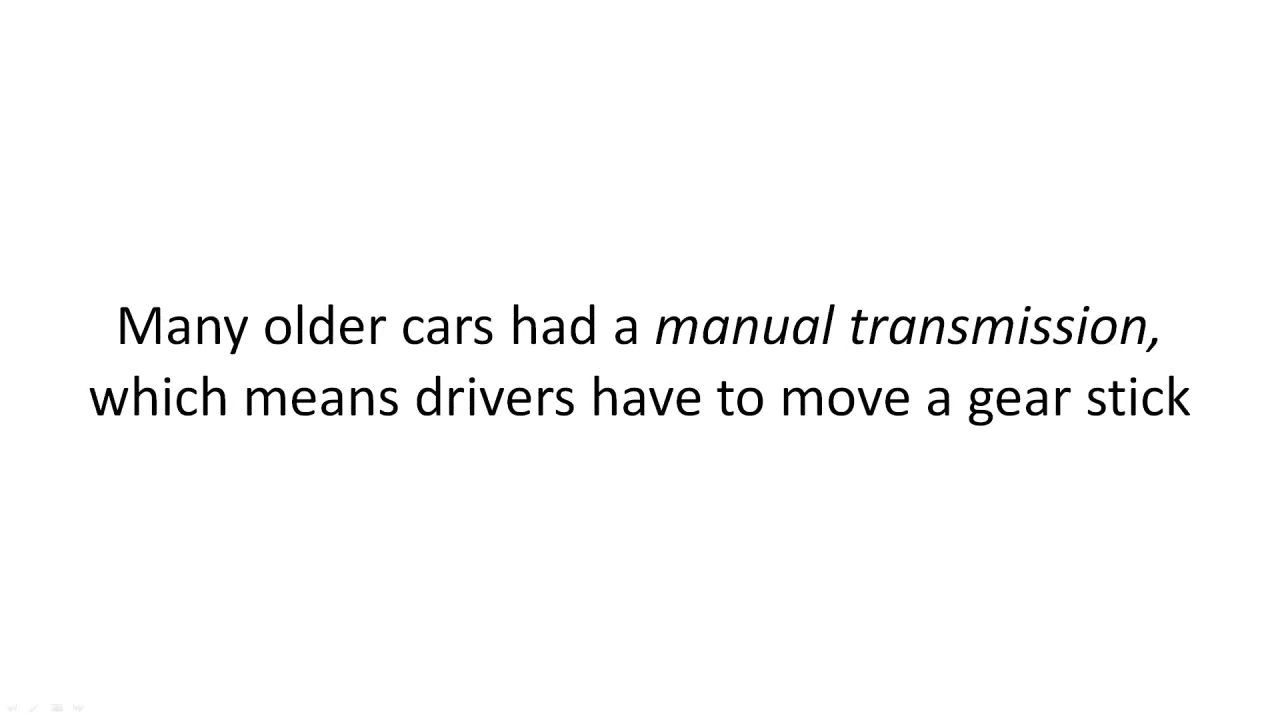 Many older cars had a manual transmission,
which means drivers have to move a gear stick